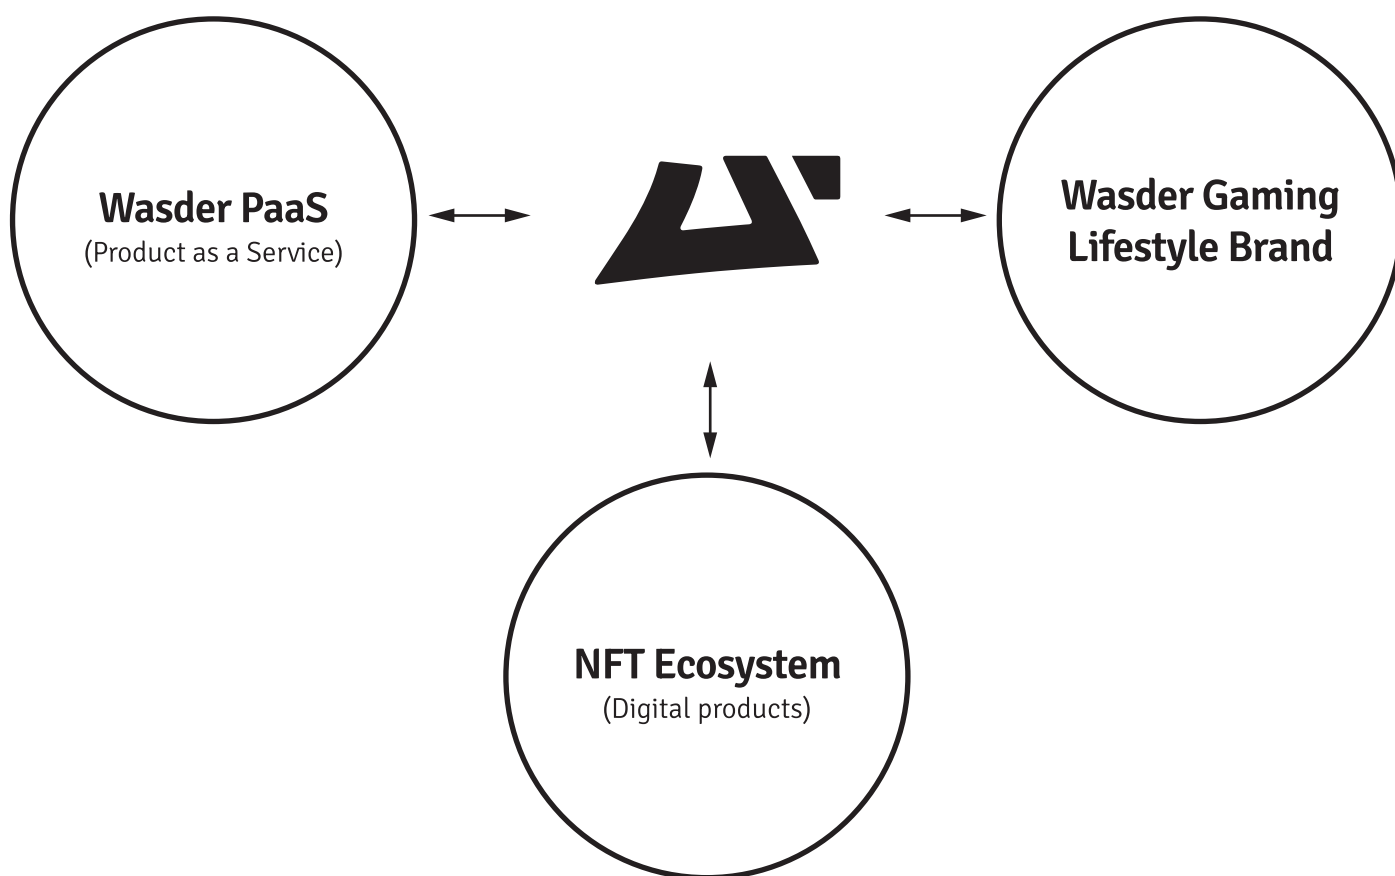 Wasder PaaS
(Product as a Service)
Wasder Gaming
Lifestyle Brand
NFT Ecosystem
(Digital products)